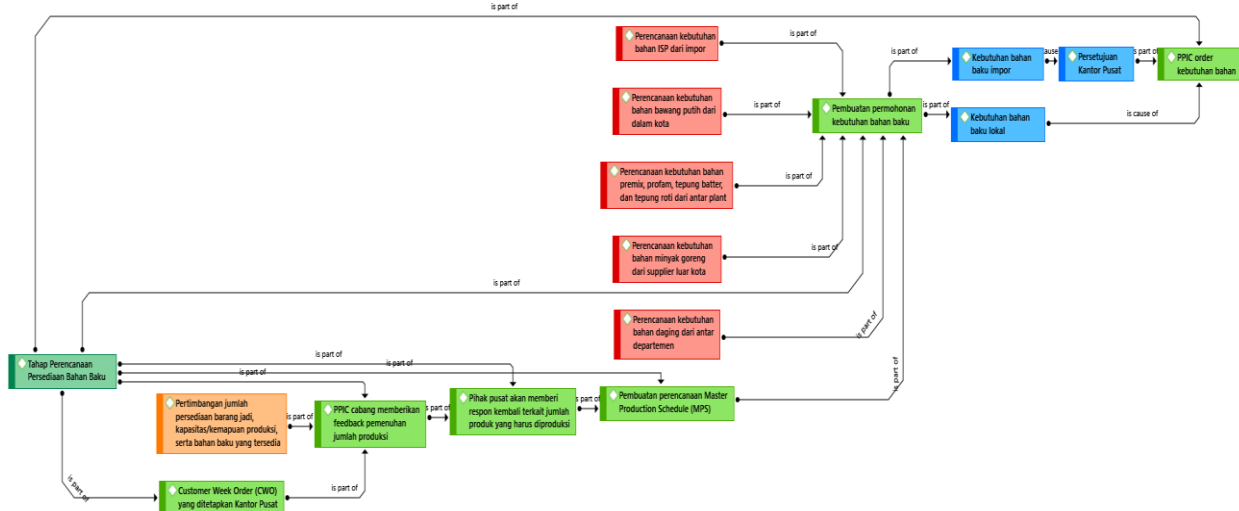 is part of
Perencanaan kebutuhan
bahan ISP dari impor
is part of
is part of
Kebutuhan bahan
baku impor
cause
Persetujuan
Kantor Pusat
is part of
PPIC order
kebutuhan bahan
Perencanaan kebutuhan
bahan bawang putih dari
dalam kota
is part of
Pembuatan permohonan
kebutuhan bahan baku
is part of
Kebutuhan bahan
baku lokal
is cause of
Perencanaan kebutuhan bahan
premix, profam, tepung batter,
dan tepung roti dari antar plant
is part of
Perencanaan kebutuhan
bahan minyak goreng
dari supplier luar kota
is part of
is part of
Perencanaan kebutuhan
bahan daging dari antar
departemen
is part of
Tahap Perencanaan
Persediaan Bahan Baku
is part of
is part of
is part of
is part of
Pertimbangan jumlah
persediaan barang jadi,
kapasitas/kemapuan produksi,
serta bahan baku yang tersedia
is part of
PPIC cabang memberikan
feedback pemenuhan
jumlah produksi
is part of
Pihak pusat akan memberi
respon kembali terkait jumlah
produk yang harus diproduksi
is part of
Pembuatan perencanaan Master
Production Schedule (MPS)
is part of
Customer Week Order (CWO)
yang ditetapkan Kantor Pusat
is part of